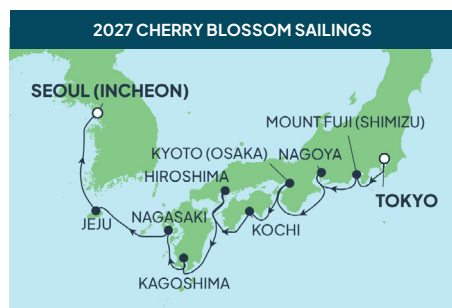 2027 CHERRY BLOSSOM SAILINGS
SEOUL (INCHEON)
MOUNT FUJI (SHIMIZU)
KYOTO (OSAKA)
NAGOYA
HIROSHIMA
TOKYO
JEJU
NAGASAKI
KOCHI
KAGOSHIMA